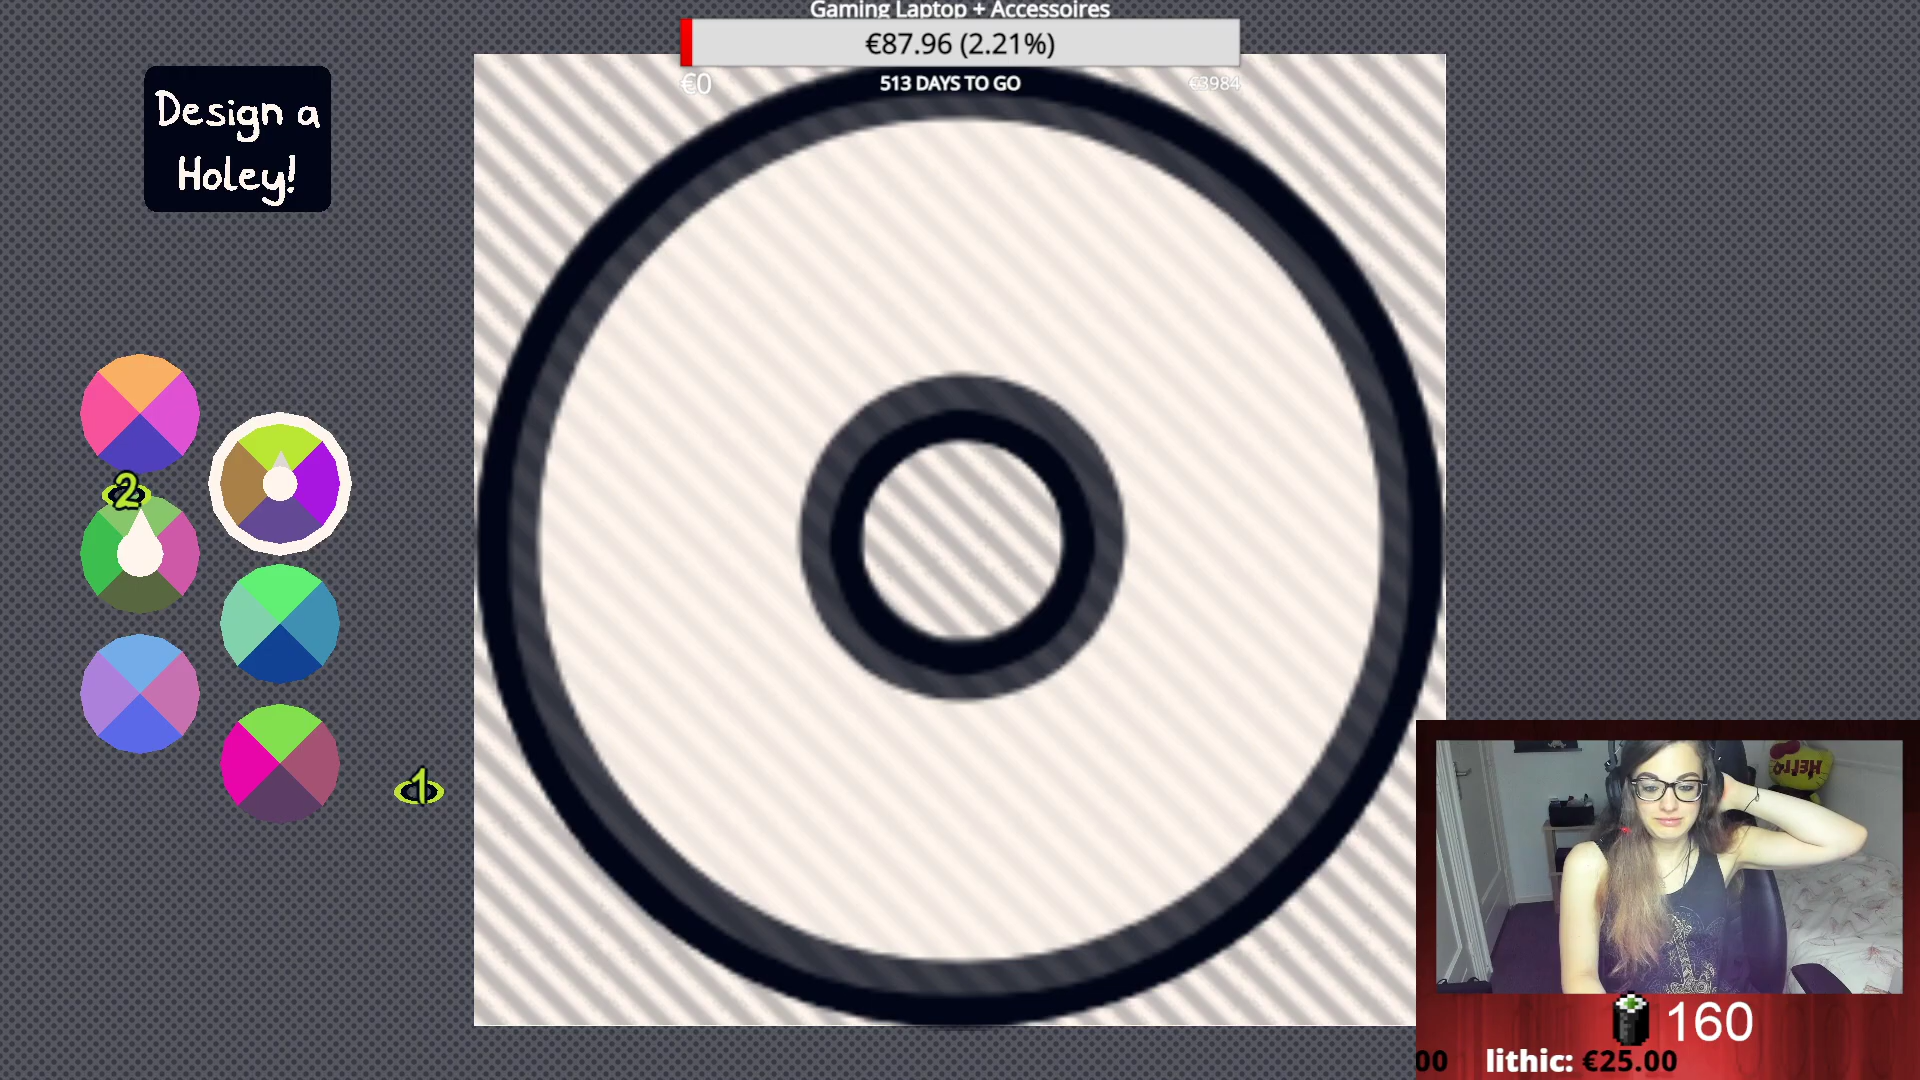 Gaming Laptop + Accessoires
€87.96 (2.21%)
€0
513 DAYS TO GO
€3984
Design a
Holey!
2
1
Hello
160
00
lithic: €25.00